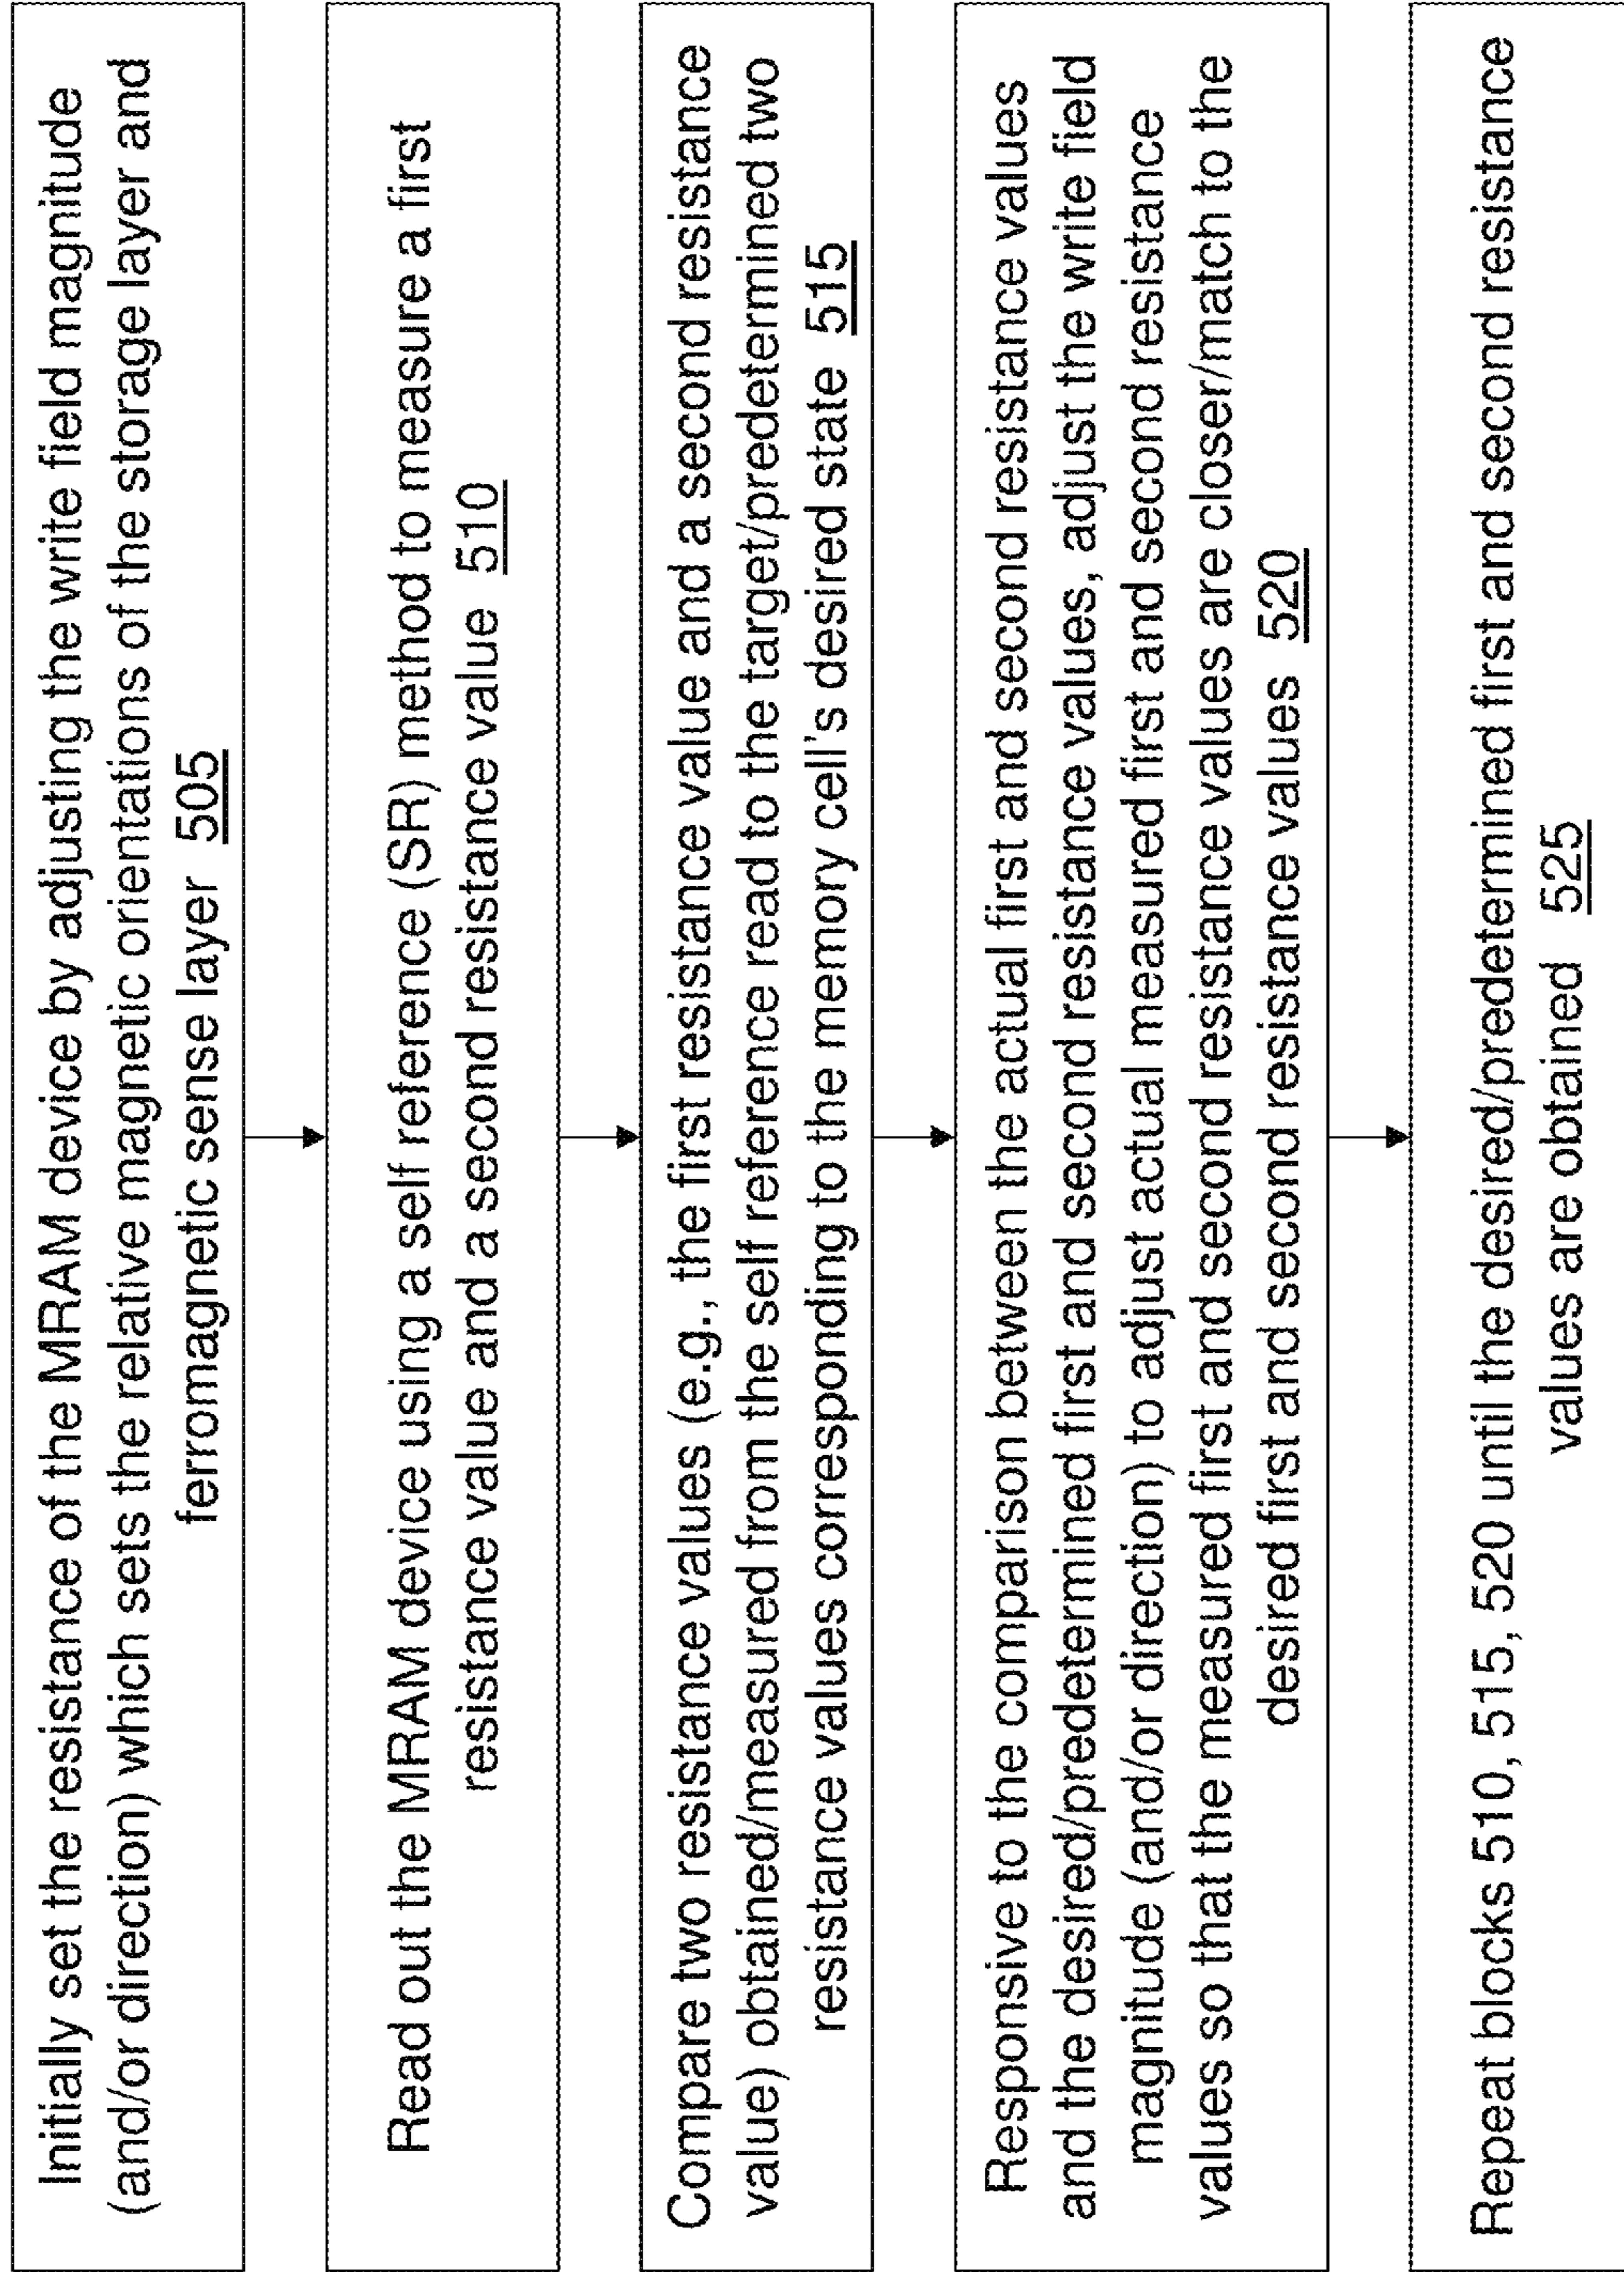 Initially set the resistance of the MRAM device by adjusting the write field magnitude
(and/or direction) which sets the relative magnetic orientations of the storage layer and
ferromagnetic sense layer 505
Read out the MRAM device using a self reference (SR) method to measure a first
resistance value and a second resistance value 510
Compare two resistance values (e.g., the first resistance value and a second resistance
value) obtained/measured from the self reference read to the target/predetermined two
resistance values corresponding to the memory cell's desired state 515
Responsive to the comparison between the actual first and second resistance values
and the desired/predetermined first and second resistance values, adjust the write field
magnitude (and/or direction) to adjust actual measured first and second resistance
values so that the measured first and second resistance values are closer/match to the
desired first and second resistance values 520
Repeat blocks 510, 515, 520 until the desired/predetermined first and second resistance
values are obtained 525